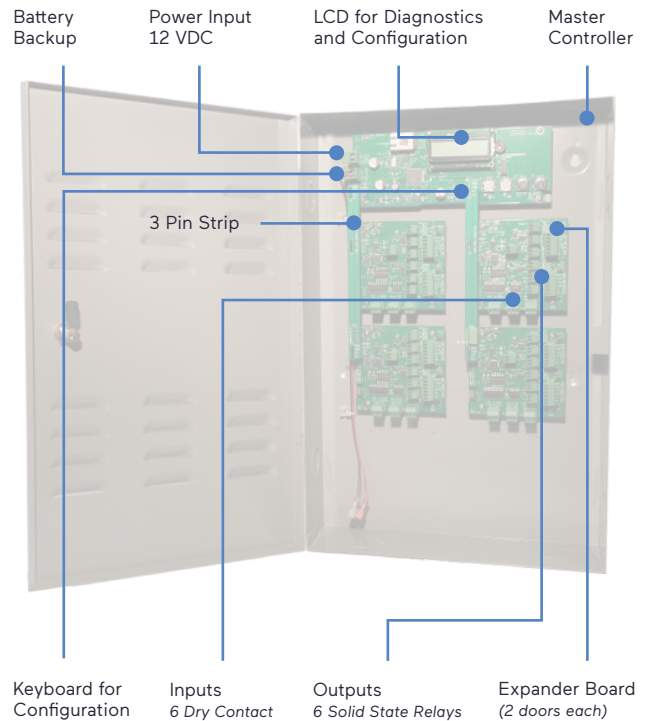 Battery
Backup
Power Input
12 VDC
LCD for Diagnostics
and Configuration
Master
Controller
3 Pin Strip
Keyboard for
Configuration
Inputs
6 Dry Contact
Outputs
6 Solid State Relays
Expander Board
(2 doors each)